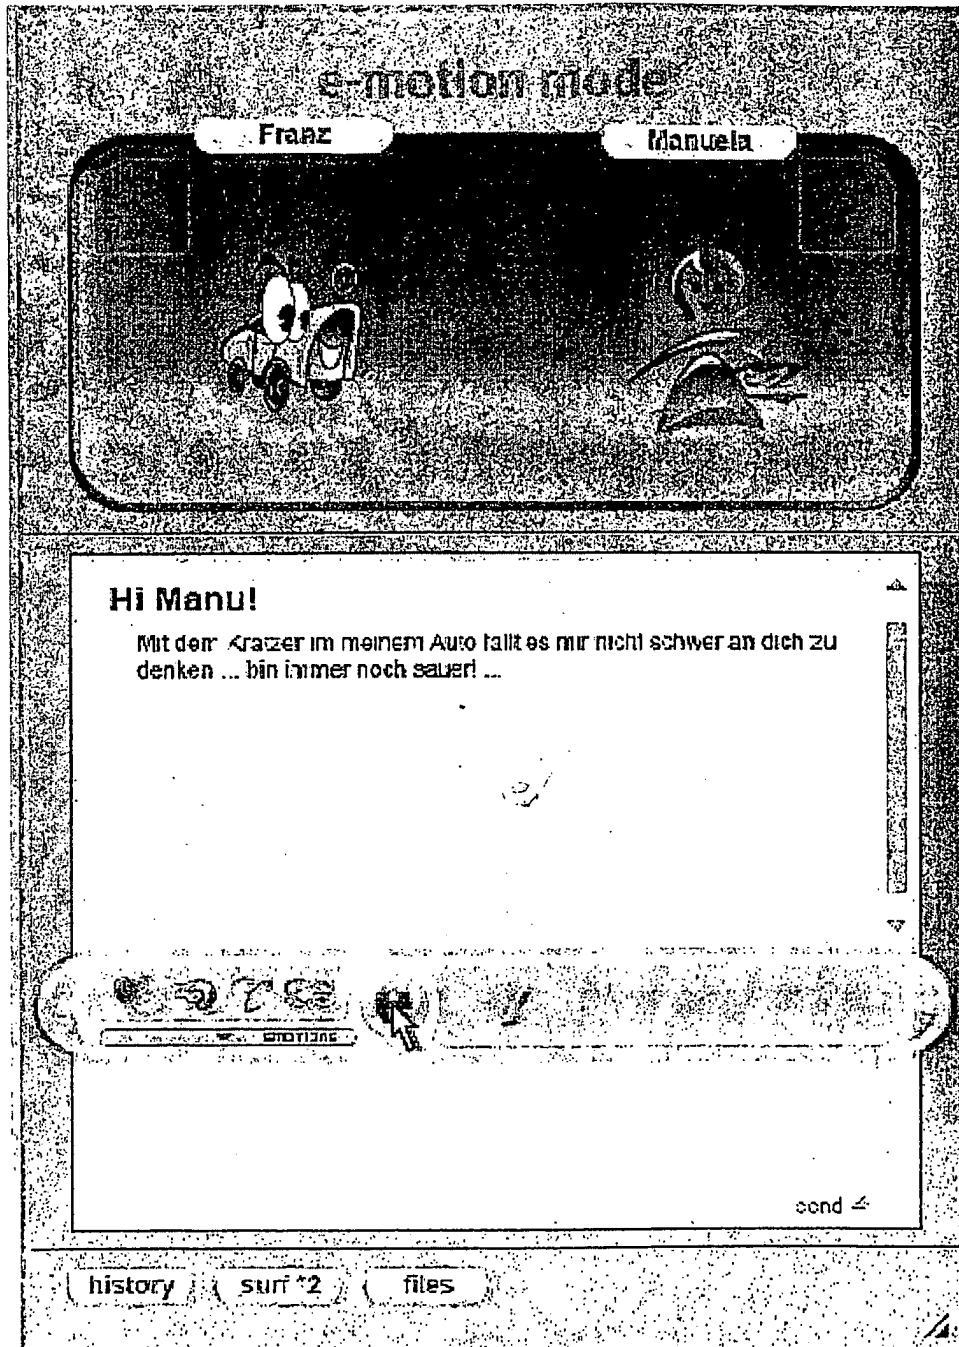 e-motion mode
Franz
Manuela
Hi Manu!
Mit dem Kratzer im meinem Auto fällt es mir nicht schwer an dich zu
denken ... bin immer noch sauer! ...
emotions
send
history
surf *2
files